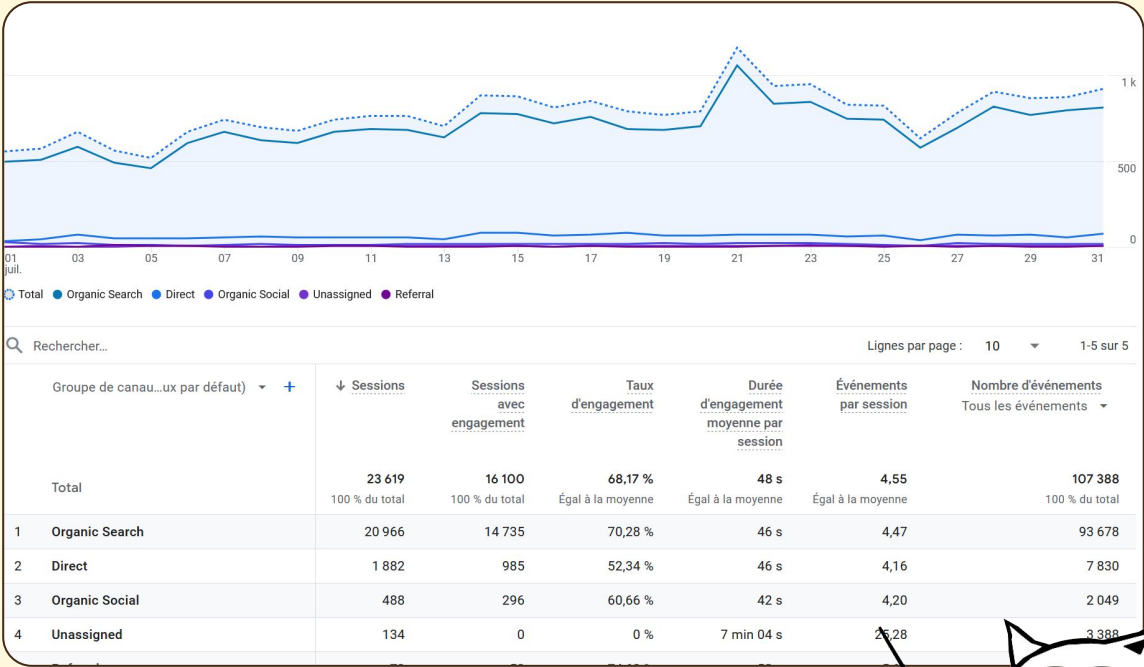 1 k
500
0
01 03 05 07 09 11 13 15 17 19 21 23 25 27 29 31
juil.
Total Organic Search Direct Organic Social Unassigned Referral
Rechercher...
Lignes par page : 10 1-5 sur 5
Groupe de canau...ux par défaut) +
Sessions
Sessions
avec
engagement
Taux
d'engagement
Durée
d'engagement
moyenne par
session
Événements
par session
Nombre d'événements
Tous les événements
Total 23 619 16 100 68,17 % 48 s 4,55 107 388
100 % du total 100 % du total Égal à la moyenne Égal à la moyenne Égal à la moyenne 100 % du total
1 Organic Search 20 966 14 735 70,28 % 46 s 4,47 93 678
2 Direct 1 882 985 52,34 % 46 s 4,16 7 830
3 Organic Social 488 296 60,66 % 42 s 4,20 2 049
4 Unassigned 134 0 0 % 7 min 04 s 25,28 3 388